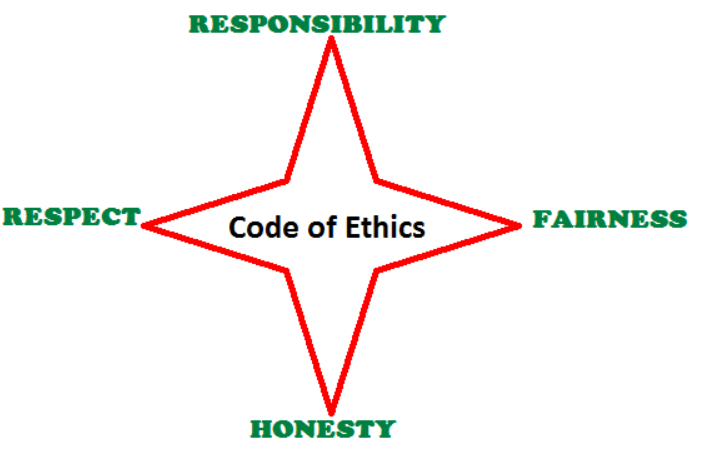 RESPONSIBILITY
RESPECT
Code of Ethics
FAIRNESS
HONESTY